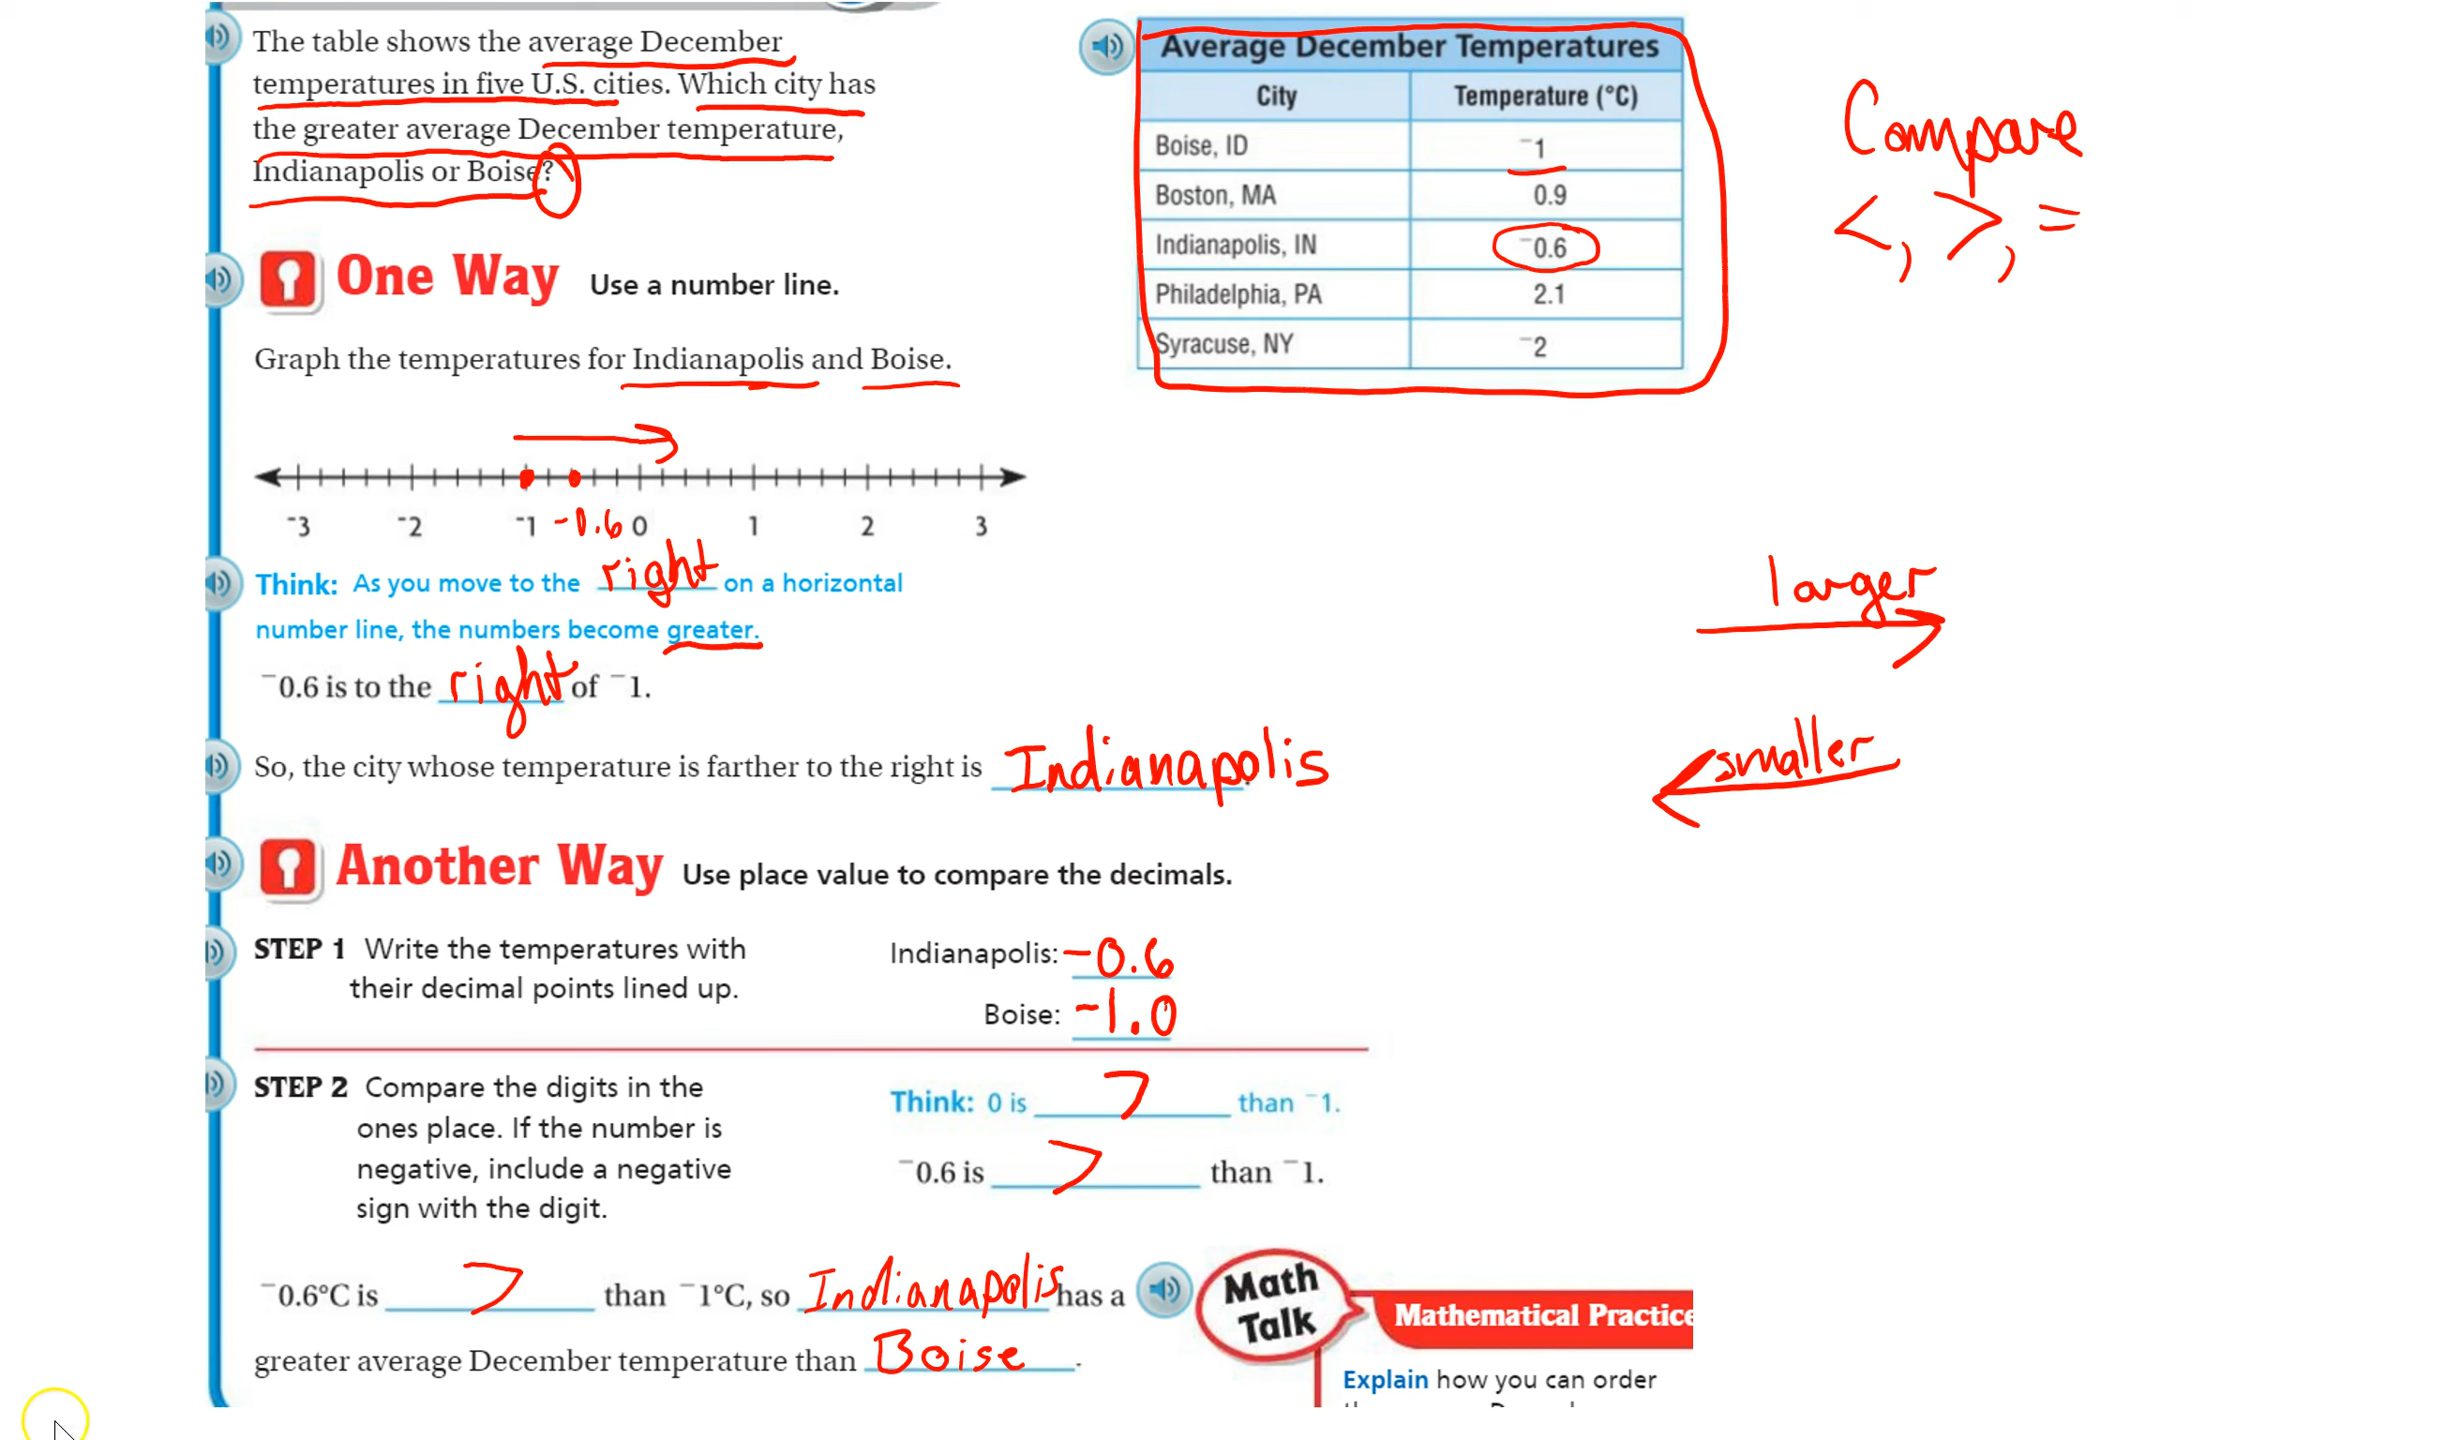 The table shows the average December
temperatures in five U.S. cities. Which city has
the greater average December temperature,
Indianapolis or Boise?
Average December Temperatures
City Temperature (°C)
Boise, ID ⁻1
Boston, MA 0.9
Indianapolis, IN ⁻0.6
Philadelphia, PA 2.1
Syracuse, NY ⁻2
Compare
<, >, =
One Way Use a number line.
Graph the temperatures for Indianapolis and Boise.
⁻3 ⁻2 ⁻1 -0.6 0 1 2 3
Think: As you move to the right on a horizontal
number line, the numbers become greater.
⁻0.6 is to the right of ⁻1.
larger
smaller
So, the city whose temperature is farther to the right is Indianapolis.
Another Way Use place value to compare the decimals.
STEP 1 Write the temperatures with
their decimal points lined up.
Indianapolis: -0.6
Boise: -1.0
STEP 2 Compare the digits in the
ones place. If the number is
negative, include a negative
sign with the digit.
Think: 0 is > than ⁻1.
⁻0.6 is > than ⁻1.
⁻0.6°C is > than ⁻1°C, so Indianapolis has a
greater average December temperature than Boise.
Math
Talk
Mathematical Practice
Explain how you can order